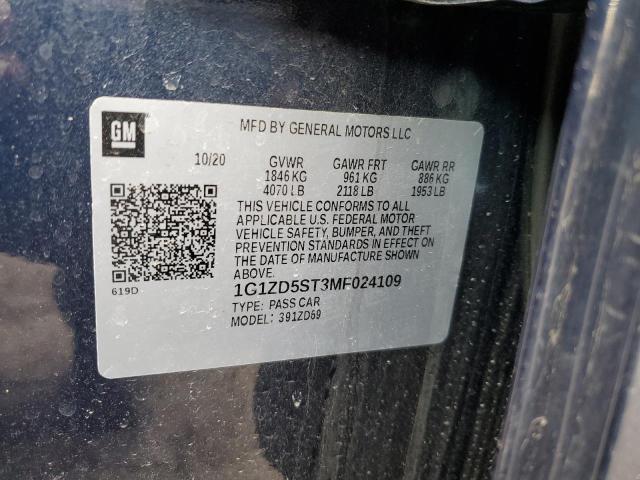 GM
MFD BY GENERAL MOTORS LLC
10/20 GVWR GAWR FRT GAWR RR
1846 KG 961 KG 886 KG
4070 LB 2118 LB 1953 LB
THIS VEHICLE CONFORMS TO ALL
APPLICABLE U.S. FEDERAL MOTOR
VEHICLE SAFETY, BUMPER, AND THEFT
PREVENTION STANDARDS IN EFFECT ON
THE DATE OF MANUFACTURE SHOWN
ABOVE.
619D
1G1ZD5ST3MF024109
TYPE: PASS CAR
MODEL: 391ZD69